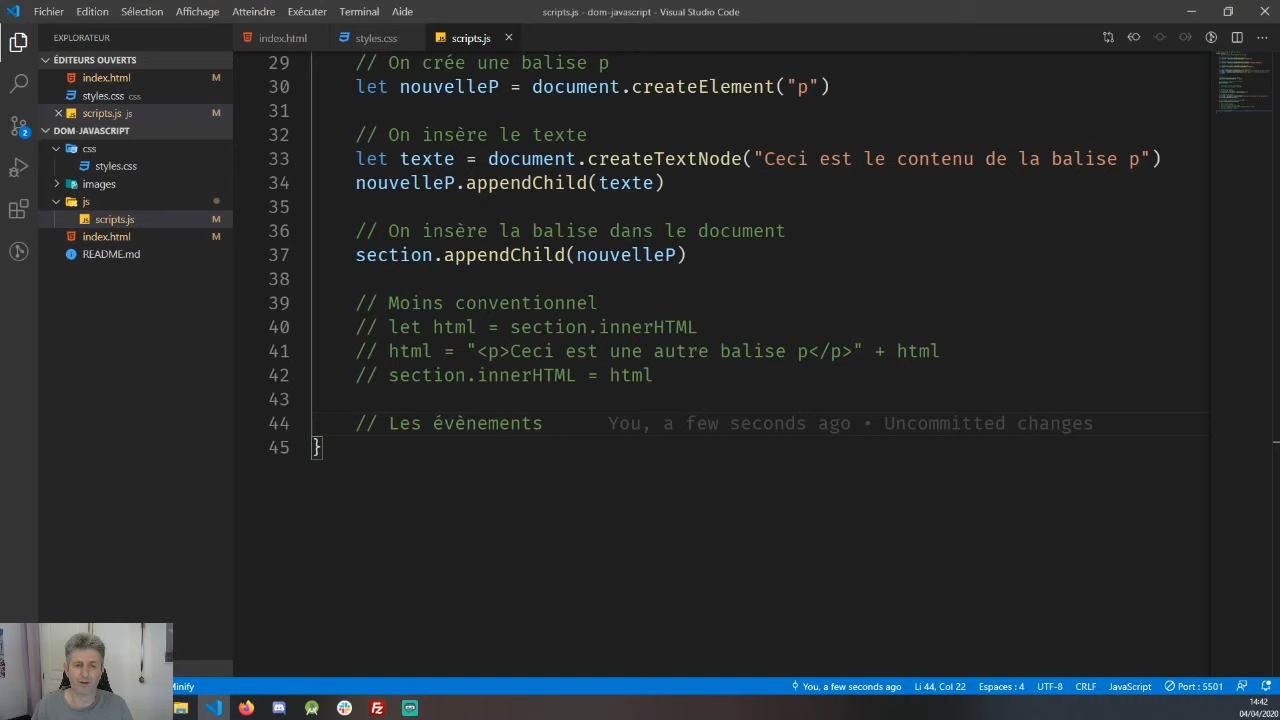 Fichier Edition Sélection Affichage Atteindre Exécuter Terminal Aide
scripts.js - dom-javascript - Visual Studio Code
EXPLORATEUR
ÉDITEURS OUVERTS
index.html M
styles.css css M
scripts.js js M
2
DOM-JAVASCRIPT
css
styles.css M
images
js
scripts.js M
index.html M
README.md
index.html
styles.css
scripts.js
29 // On crée une balise p
30 let nouvelleP = document.createElement("p")
31
32 // On insère le texte
33 let texte = document.createTextNode("Ceci est le contenu de la balise p")
34 nouvelleP.appendChild(texte)
35
36 // On insère la balise dans le document
37 section.appendChild(nouvelleP)
38
39 // Moins conventionnel
40 // let html = section.innerHTML
41 // html = "<p>Ceci est une autre balise p</p>" + html
42 // section.innerHTML = html
43
44 // Les évènements You, a few seconds ago • Uncommitted changes
45 }
Minify
You, a few seconds ago
Li 44, Col 22
Espaces : 4
UTF-8
CRLF
JavaScript
Port : 5501
14:42
04/04/2020